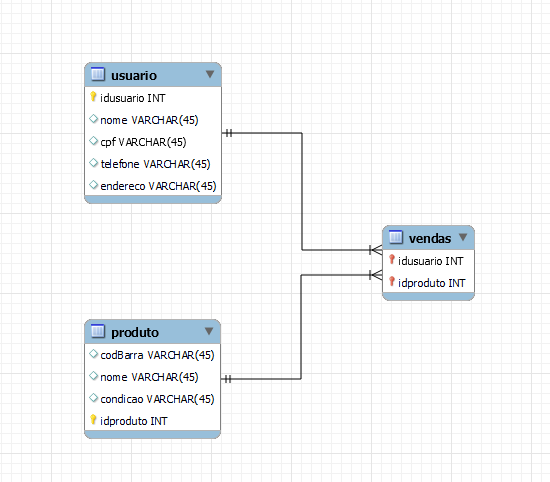 usuario
idusuario INT
nome VARCHAR(45)
cpf VARCHAR(45)
telefone VARCHAR(45)
endereco VARCHAR(45)
vendas
idusuario INT
idproduto INT
produto
codBarra VARCHAR(45)
nome VARCHAR(45)
condicao VARCHAR(45)
idproduto INT